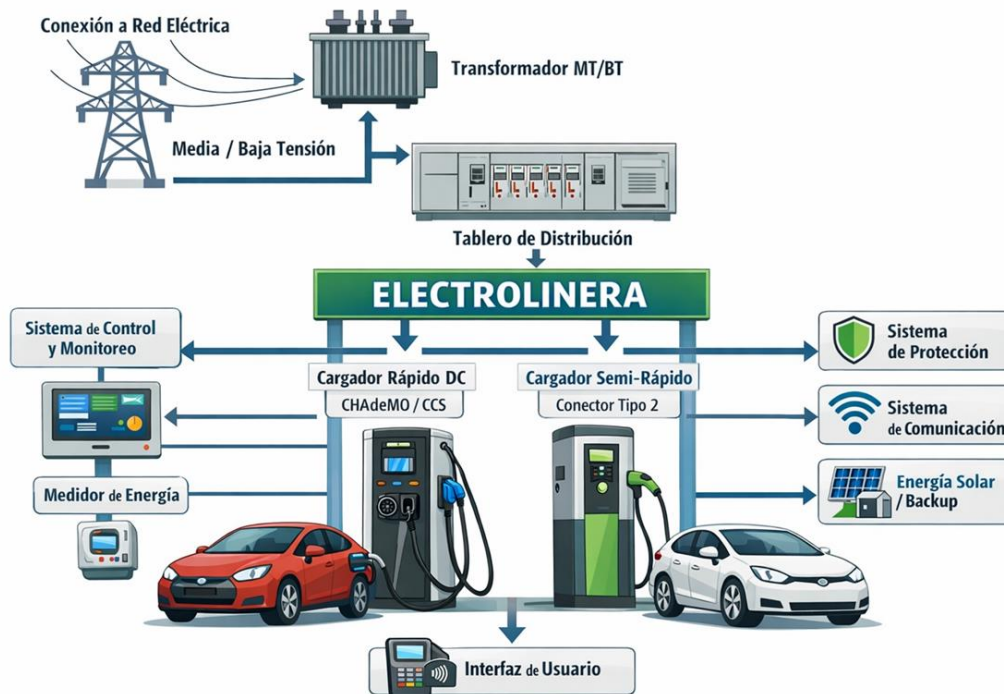 Conexión a Red Eléctrica
Transformador MT/BT
Media / Baja Tensión
Tablero de Distribución
ELECTROLINERA
Sistema de Control
y Monitoreo
Cargador Rápido DC
CHAdeMO / CCS
Cargador Semi-Rápido
Conector Tipo 2
Sistema
de Protección
Sistema
de Comunicación
Medidor de Energía
Energía Solar
/ Backup
Interfaz de Usuario